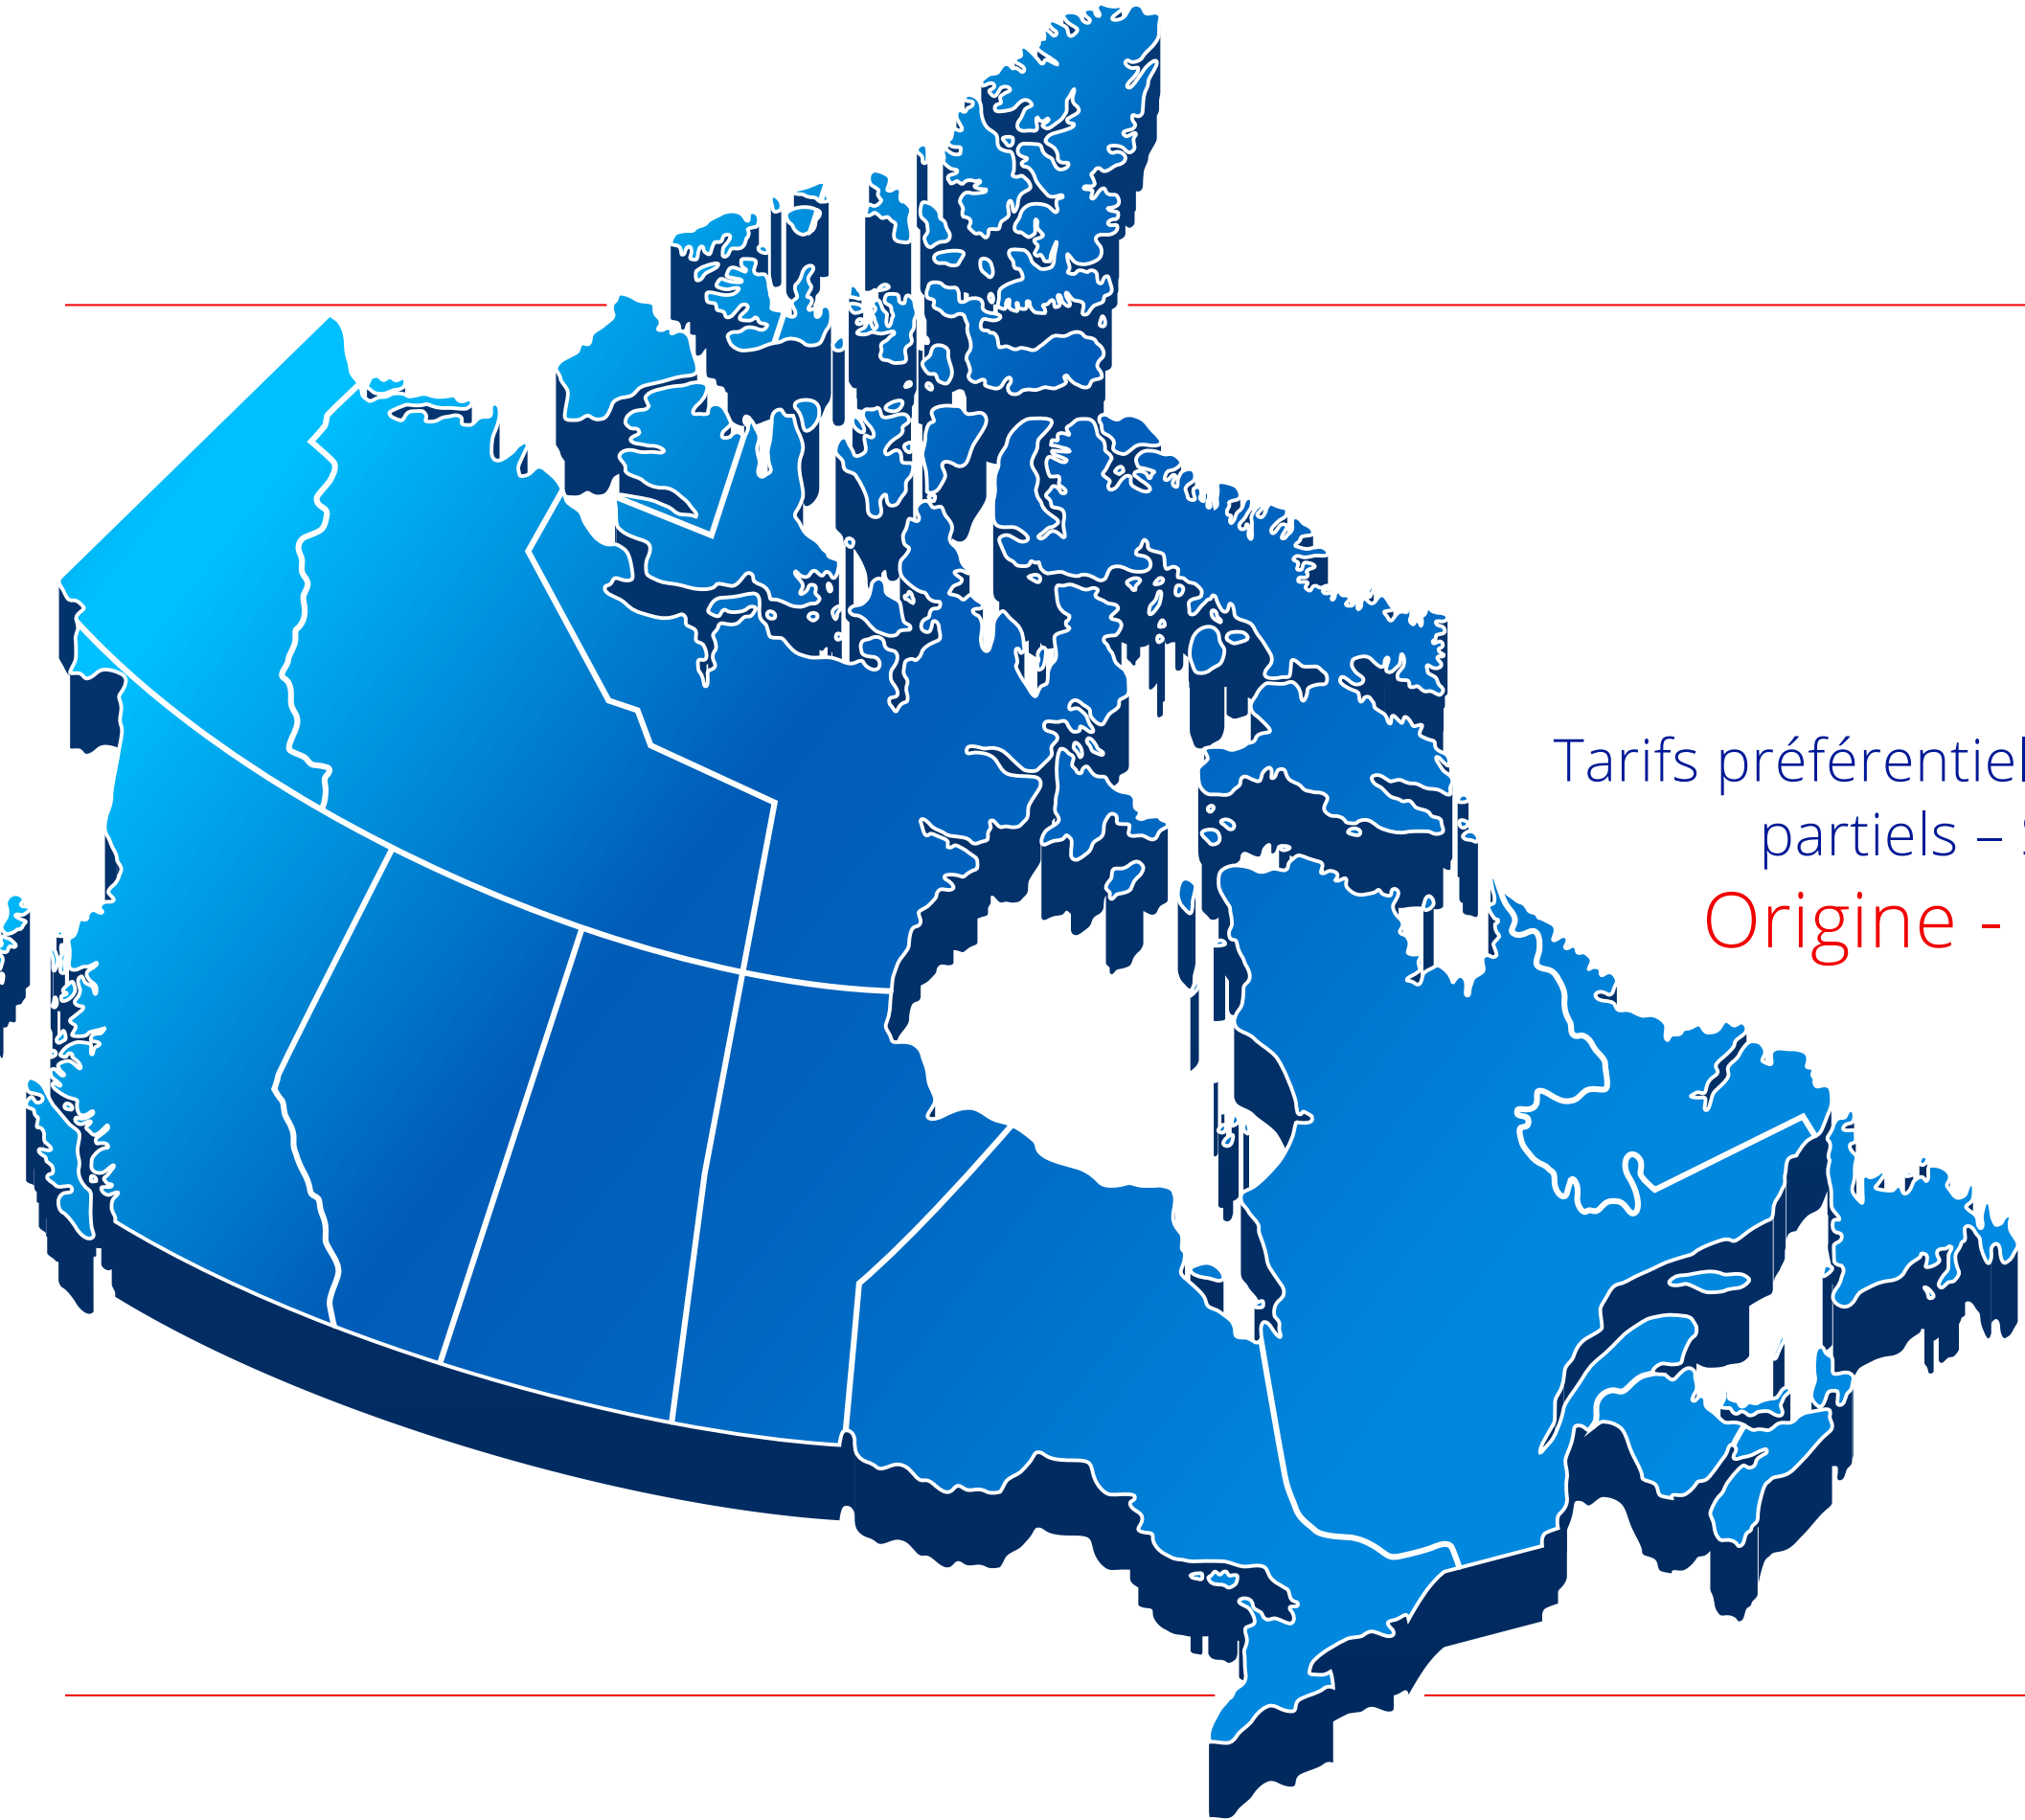 Tarifs préférentiel
partiels –
Origine -